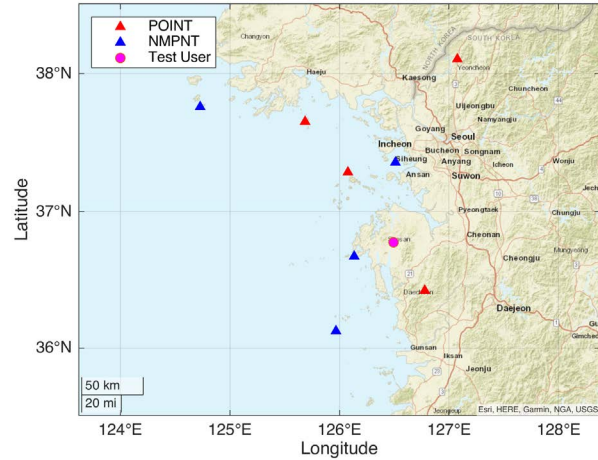 POINT
NMPNT
Test User
Changyon
NORTH KOREA
SOUTH KOREA
Yeoncheon
38°N
Haeju
Kaesong
Chuncheon
Uijeongbu
Namyangju
Goyang
Seoul
Incheon
Bucheon
Songnam
Siheung
Anyang
Icheon
Wonju
Ansan
Suwon
37°N
Pyeongtaek
Chungju
Cheonan
Cheongju
Daejeon
36°N
Gunsan
Iksan
Jeonju
50 km
20 mi
Esri, HERE, Garmin, NGA, USGS
124°E
125°E
126°E
127°E
128°E
Longitude
Latitude